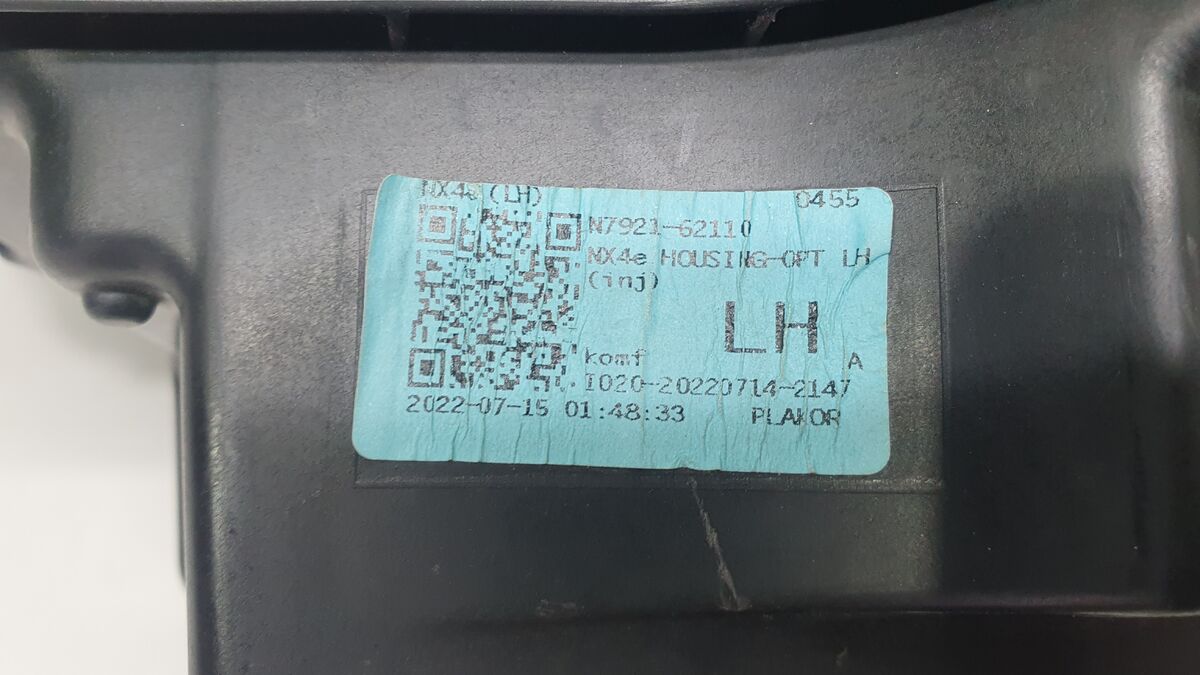 NX4e (LH) 0455
N7921-62110
NX4e HOUSING-OPT LH
(inj)
LH
komf A
I020-20220714-2147
2022-07-15 01:48:33 PLAKOR